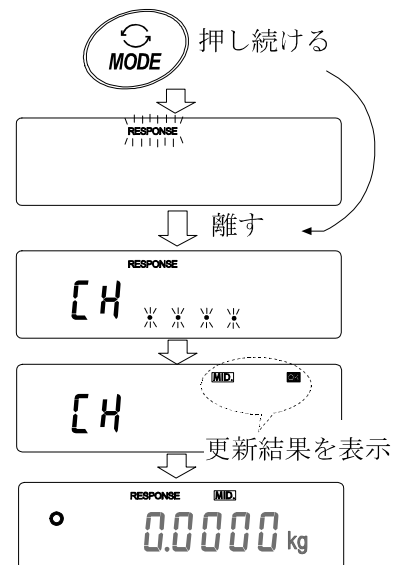 MODE 押し続ける
RESPONSE
離す
RESPONSE
CH
MID.
CH
更新結果を表示
RESPONSE MID.
0.0000 kg